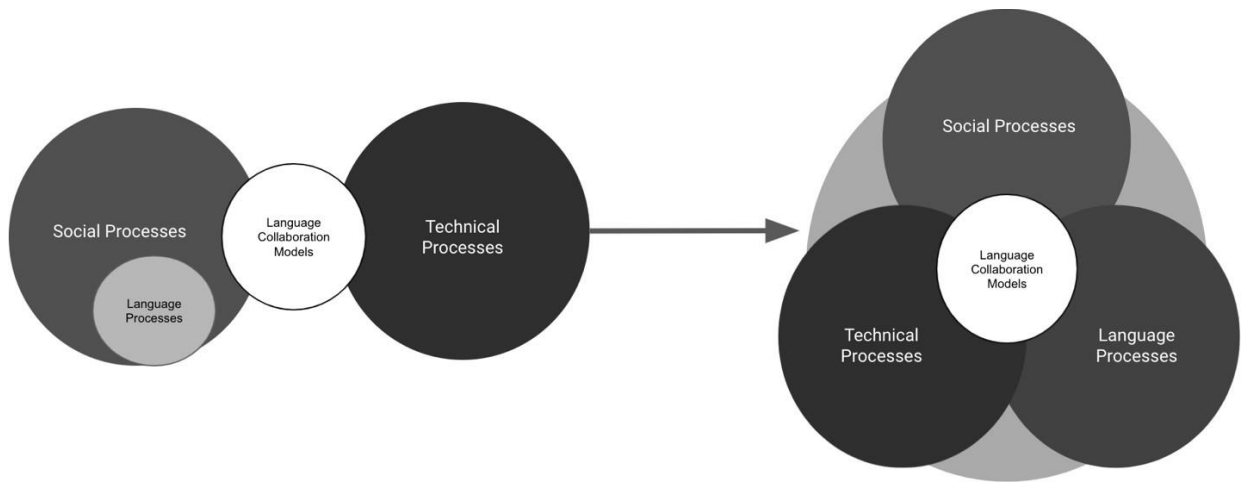 Social Processes
Language
Processes
Language
Collaboration
Models
Technical
Processes
Social Processes
Language
Collaboration
Models
Technical
Processes
Language
Processes